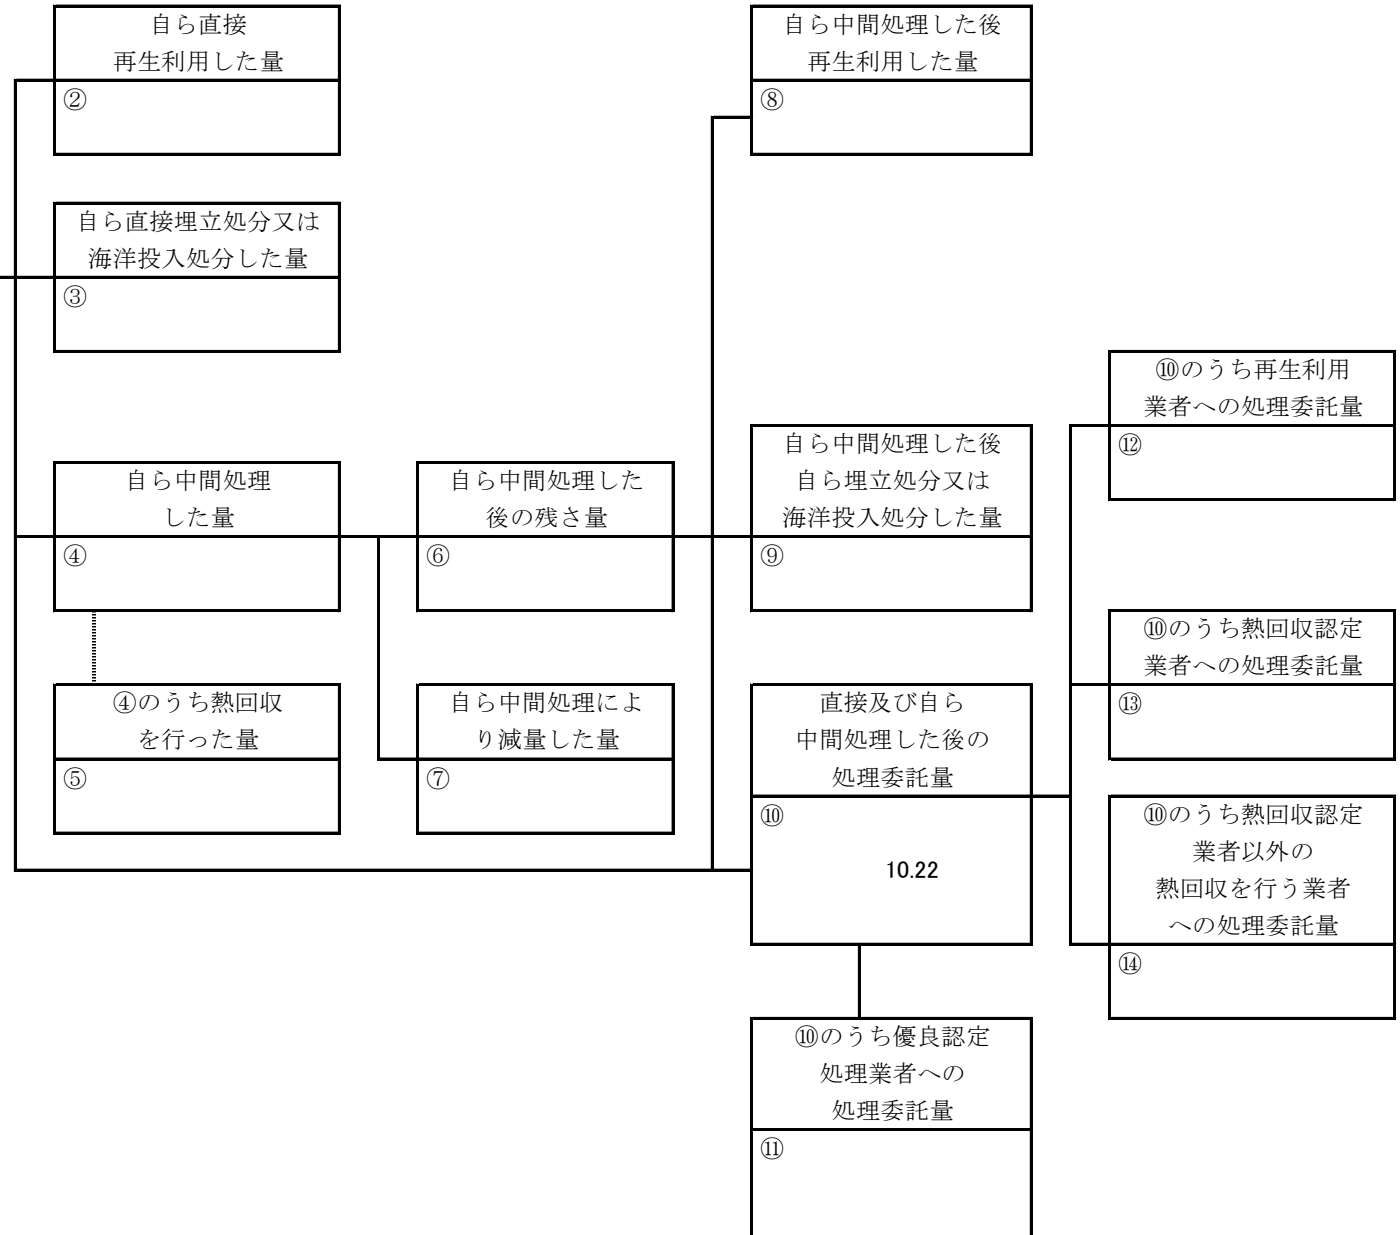 自ら直接
再生利用した量
②
自ら中間処理した後
再生利用した量
⑧
自ら直接埋立処分又は
海洋投入処分した量
③
⑩のうち再生利用
業者への処理委託量
⑫
自ら中間処理
した量
④
自ら中間処理した
後の残さ量
⑥
自ら中間処理した後
自ら埋立処分又は
海洋投入処分した量
⑨
⑩のうち熱回収認定
業者への処理委託量
⑬
④のうち熱回収
を行った量
⑤
自ら中間処理によ
り減量した量
⑦
直接及び自ら
中間処理した後の
処理委託量
⑩
10.22
⑩のうち熱回収認定
業者以外の
熱回収を行う業者
への処理委託量
⑭
⑩のうち優良認定
処理業者への
処理委託量
⑪